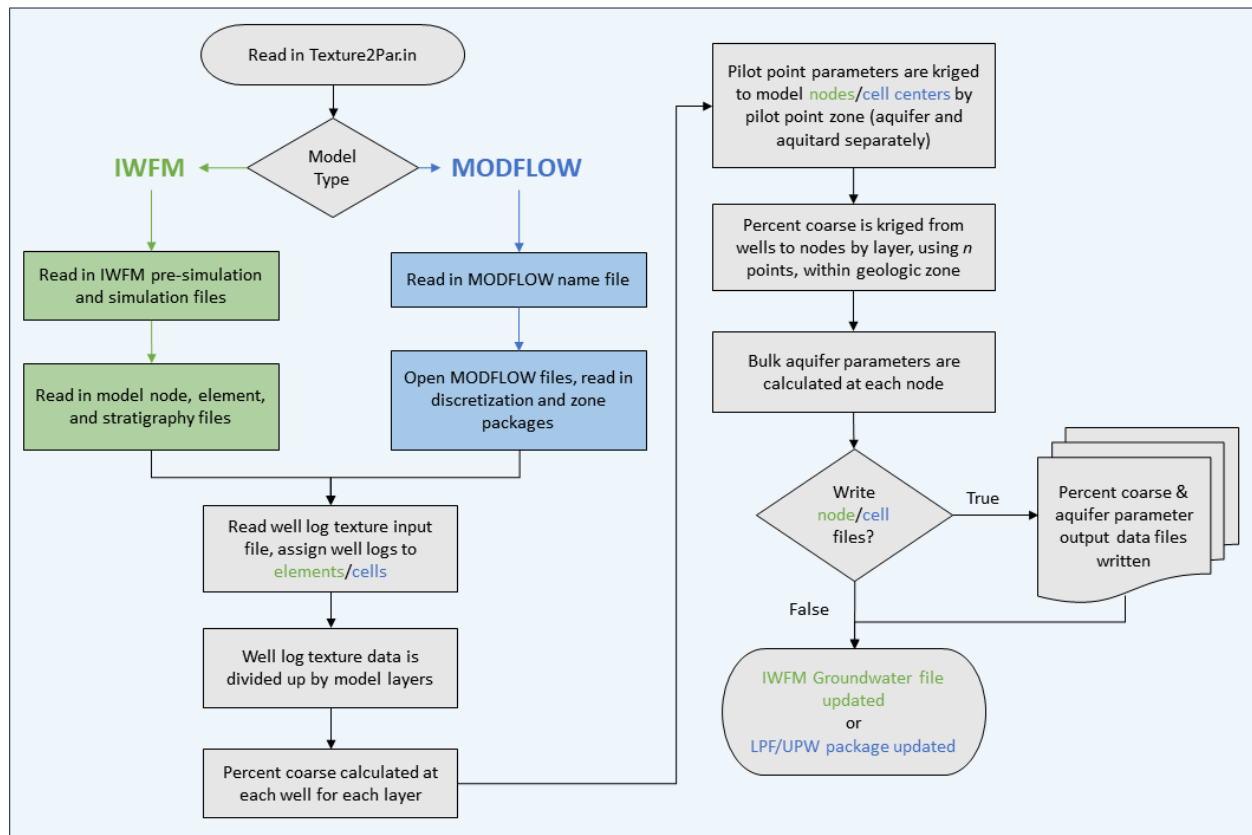 Read in Texture2Par.in
Model
Type
IWFM
MODFLOW
Read in IWFM pre-simulation
and simulation files
Read in MODFLOW name file
Read in model node, element,
and stratigraphy files
Open MODFLOW files, read in
discretization and zone
packages
Read well log texture input
file, assign well logs to
elements/cells
Well log texture data is
divided up by model layers
Percent coarse calculated at
each well for each layer
Pilot point parameters are kriged
to model nodes/cell centers by
pilot point zone (aquifer and
aquitard separately)
Percent coarse is kriged from
wells to nodes by layer, using n
points, within geologic zone
Bulk aquifer parameters are
calculated at each node
Write
node/cell
files?
True
Percent coarse &
aquifer parameter
output data files
written
False
IWFM Groundwater file
updated
or
LPF/UPW package updated